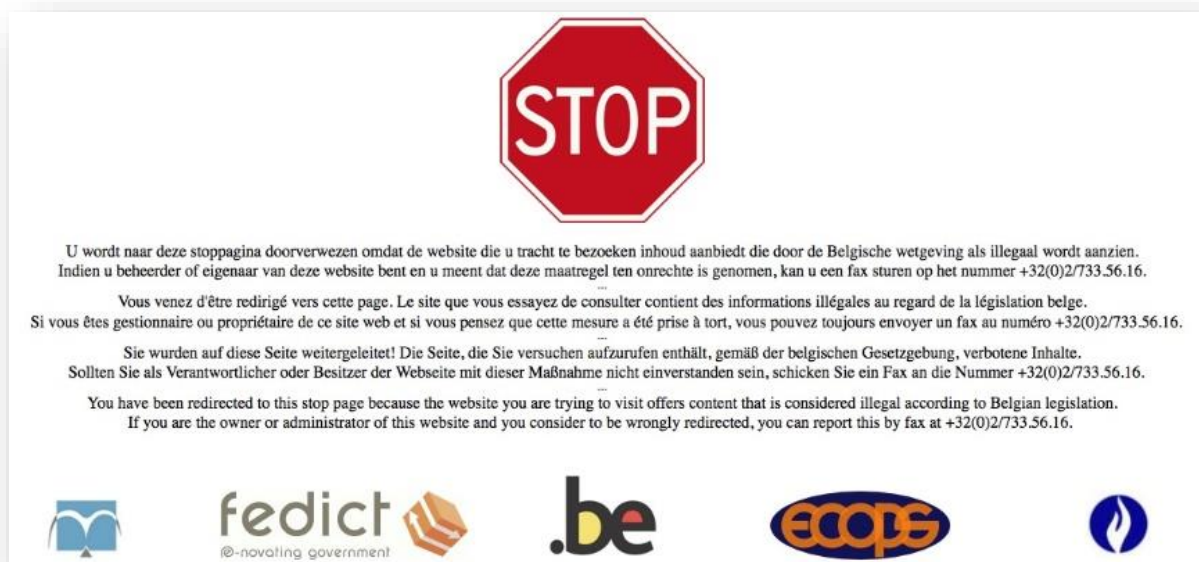 STOP
U wordt naar deze stoppagina doorverwezen omdat de website die u tracht te bezoeken inhoud aanbiedt die door de Belgische wetgeving als illegaal wordt aanzien.
Indien u beheerder of eigenaar van deze website bent en u meent dat deze maatregel ten onrechte is genomen, kan u een fax sturen op het nummer +32(0)2/733.56.16.
...
Vous venez d'être redirigé vers cette page. Le site que vous essayez de consulter contient des informations illégales au regard de la législation belge.
Si vous êtes gestionnaire ou propriétaire de ce site web et si vous pensez que cette mesure a été prise à tort, vous pouvez toujours envoyer un fax au numéro +32(0)2/733.56.16.
...
Sie wurden auf diese Seite weitergeleitet! Die Seite, die Sie versuchen aufzurufen enthält, gemäß der belgischen Gesetzgebung, verbotene Inhalte.
Sollten Sie als Verantwortlicher oder Besitzer der Webseite mit dieser Maßnahme nicht einverstanden sein, schicken Sie ein Fax an die Nummer +32(0)2/733.56.16.
...
You have been redirected to this stop page because the website you are trying to visit offers content that is considered illegal according to Belgian legislation.
If you are the owner or administrator of this website and you consider to be wrongly redirected, you can report this by fax at +32(0)2/733.56.16.
fedict .be ECOPS
e-novating government